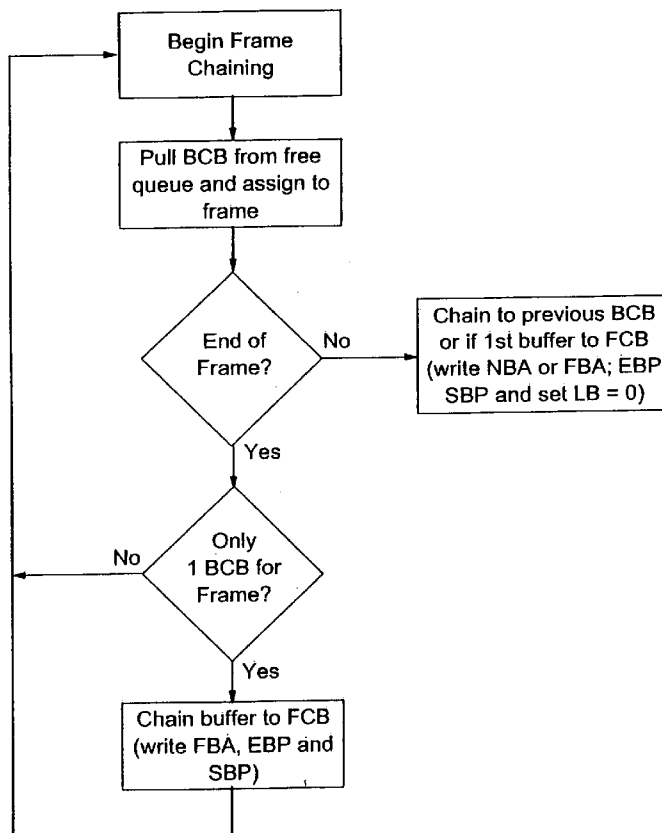 Begin Frame
Chaining
Pull BCB from free
queue and assign to
frame
End of
Frame?
No
Chain to previous BCB
or if 1st buffer to FCB
(write NBA or FBA; EBP
SBP and set LB = 0)
Yes
Only
1 BCB for
Frame?
No
Yes
Chain buffer to FCB
(write FBA, EBP and
SBP)